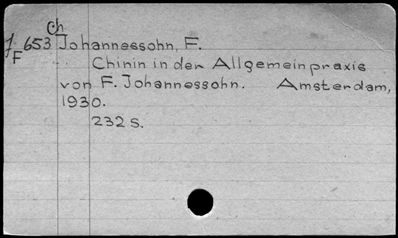 Ch
J. 653 Johannessohn, F.
F
Chinin in der Allgemeinpraxis
von F. Johannessohn. Amsterdam,
1930.
232 S.